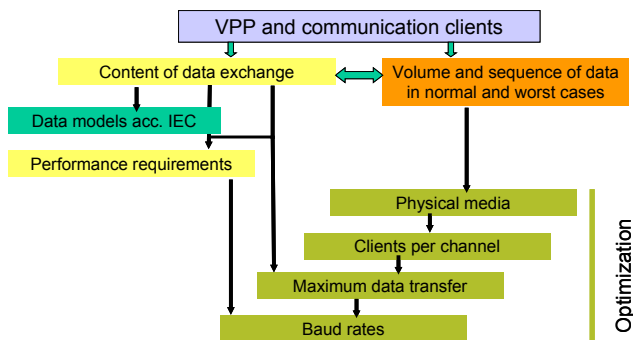 VPP and communication clients
Content of data exchange
Volume and sequence of data
in normal and worst cases
Data models acc. IEC
Performance requirements
Physical media
Clients per channel
Maximum data transfer
Baud rates
Optimization